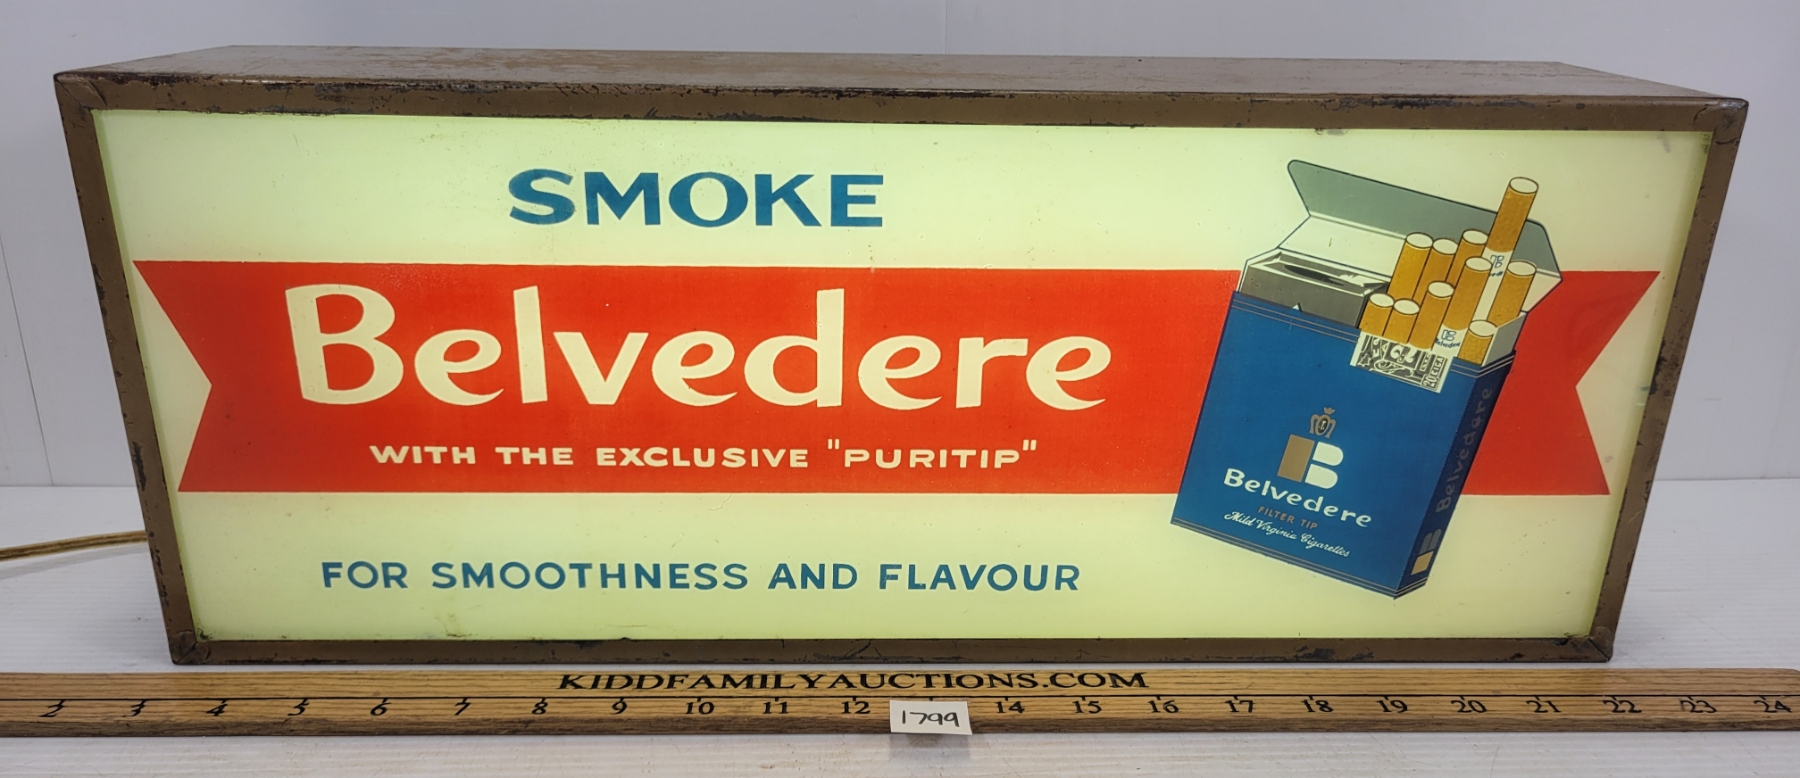 SMOKE
Belvedere
WITH THE EXCLUSIVE "PURITIP"
FOR SMOOTHNESS AND FLAVOUR
B
Belvedere
FILTER TIP
Mild Virginia Cigarettes
Belvedere
B
KIDDFAMILYAUCTIONS.COM
2 3 4 5 6 7 8 9 10 11 12 14 15 16 17 18 19 20 21 22 23 24
1799